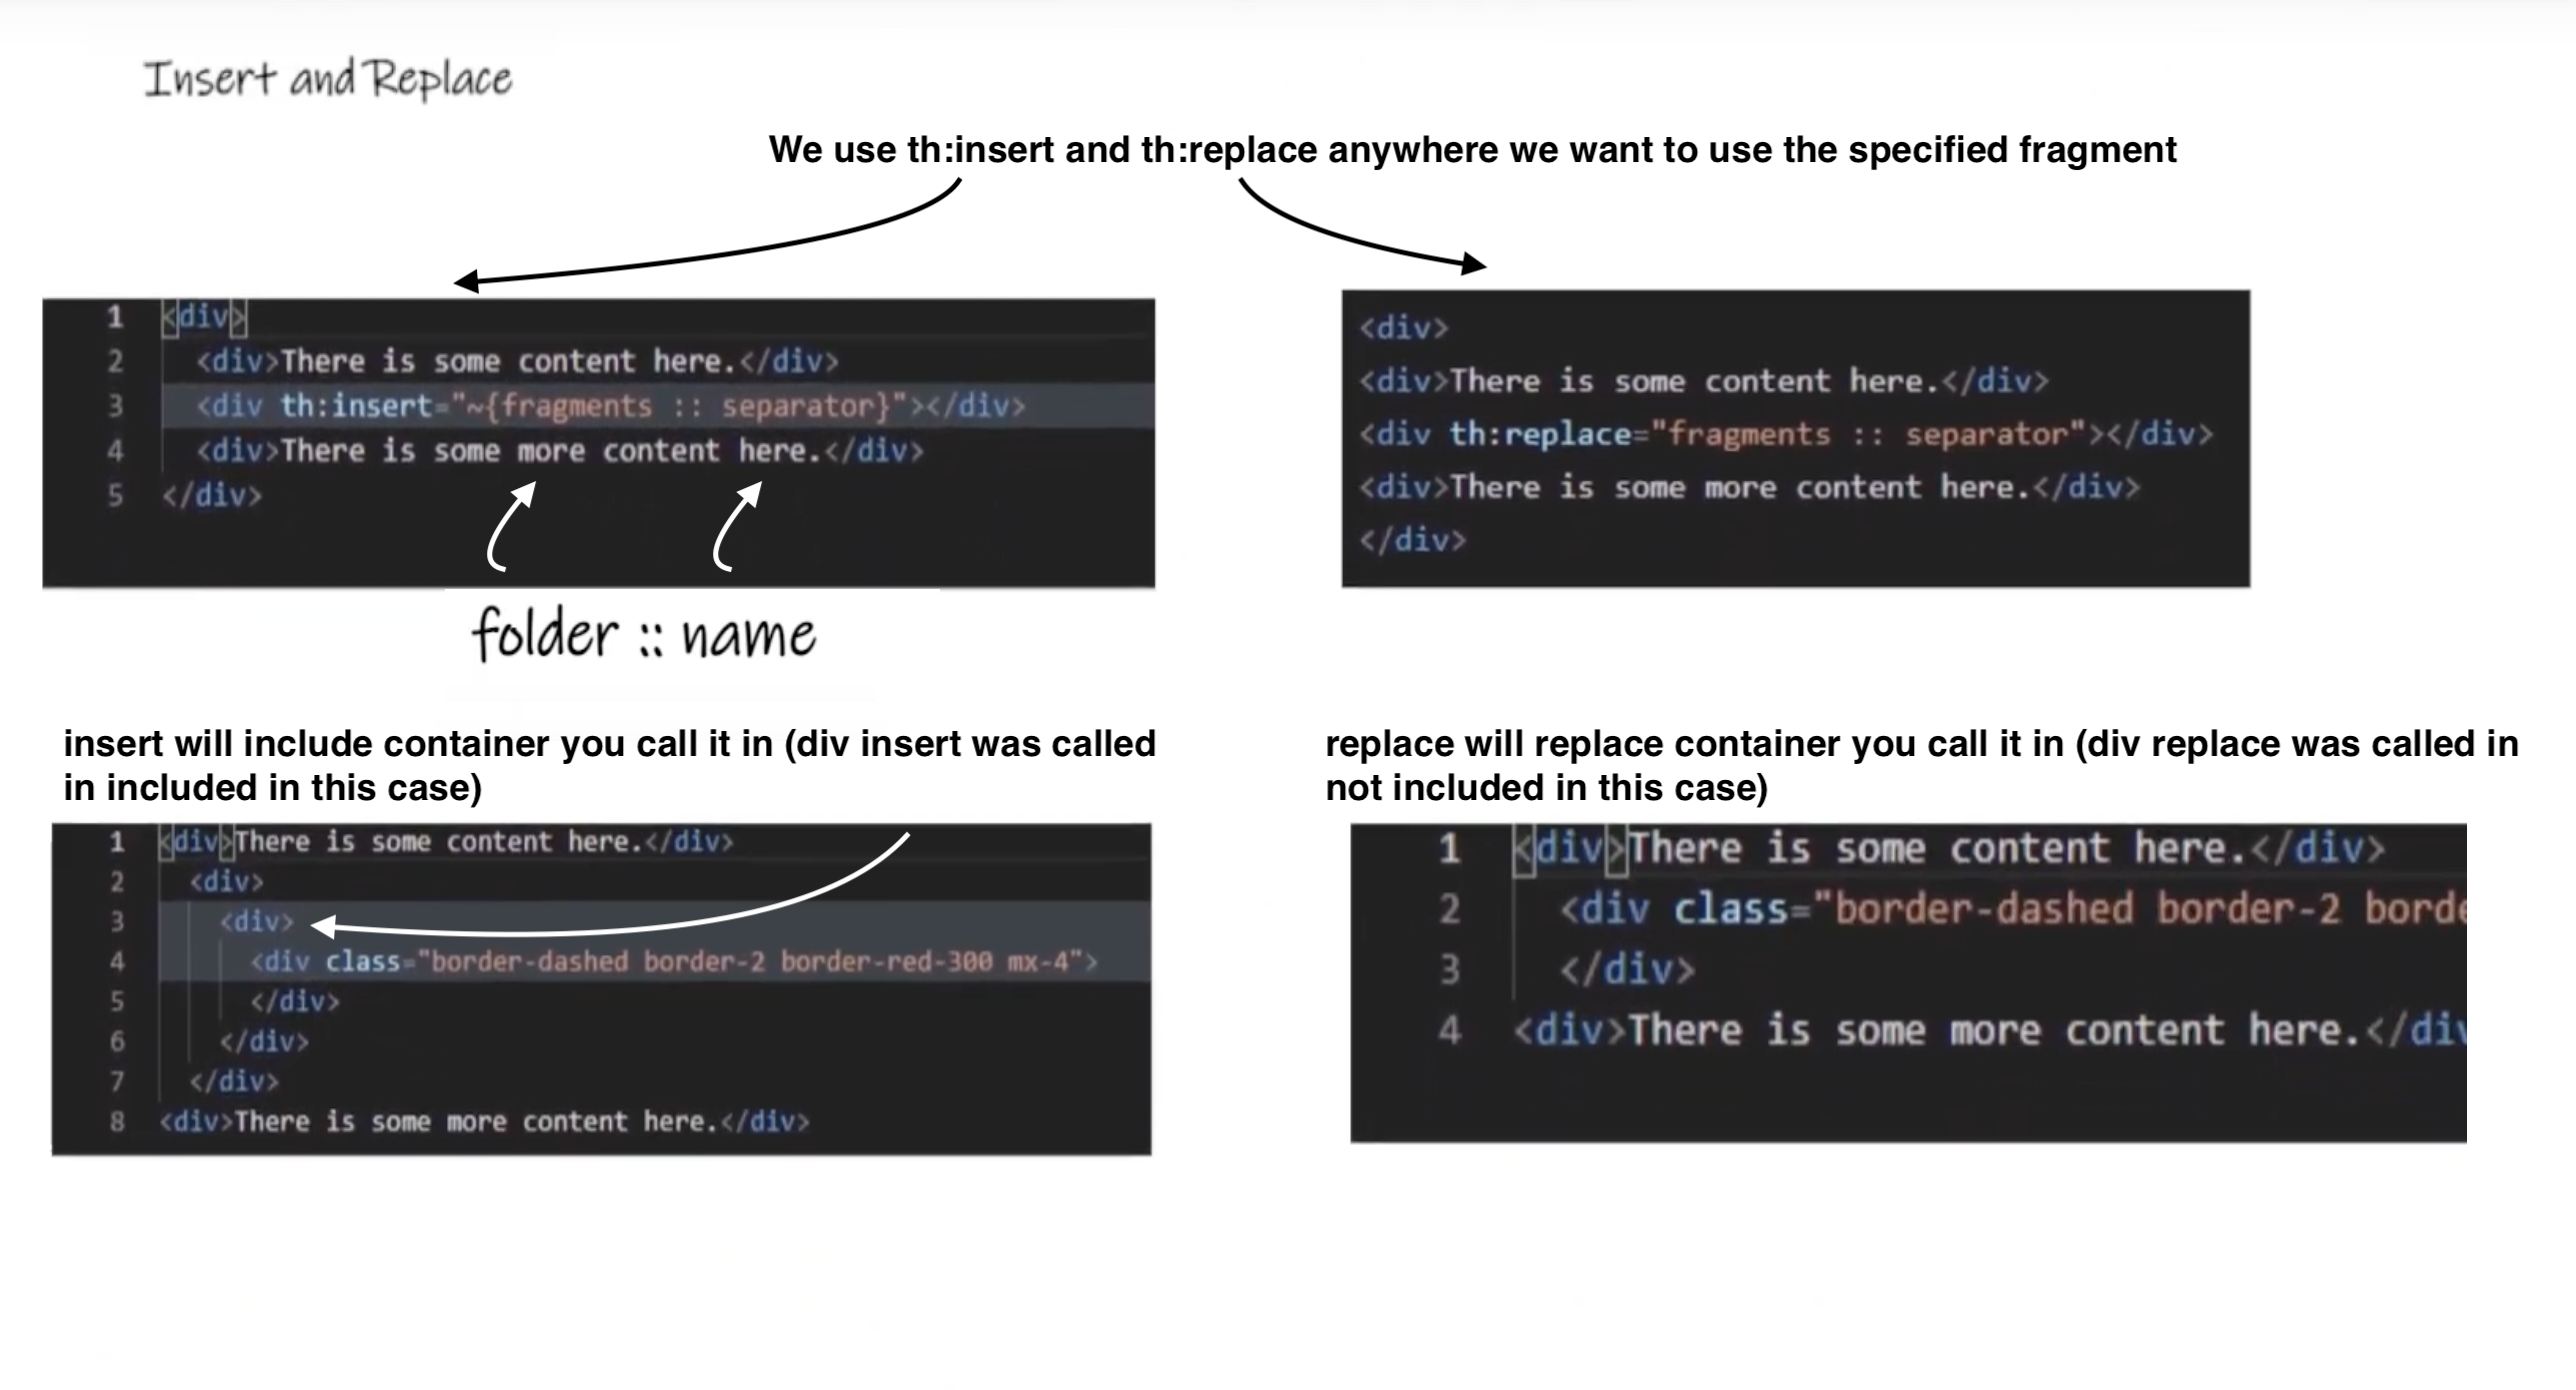 Insert and Replace
We use th:insert and th:replace anywhere we want to use the specified fragment
1 <div>
2 <div>There is some content here.</div>
3 <div th:insert="~{fragments :: separator}"></div>
4 <div>There is some more content here.</div>
5 </div>
folder :: name
<div>
<div>There is some content here.</div>
<div th:replace="fragments :: separator"></div>
<div>There is some more content here.</div>
</div>
insert will include container you call it in (div insert was called
in included in this case)
1 <div>There is some content here.</div>
2 <div>
3 <div>
4 <div class="border-dashed border-2 border-red-300 mx-4">
5 </div>
6 </div>
7 </div>
8 <div>There is some more content here.</div>
replace will replace container you call it in (div replace was called in
not included in this case)
1 <div>There is some content here.</div>
2 <div class="border-dashed border-2 borde
3 </div>
4 <div>There is some more content here.</div